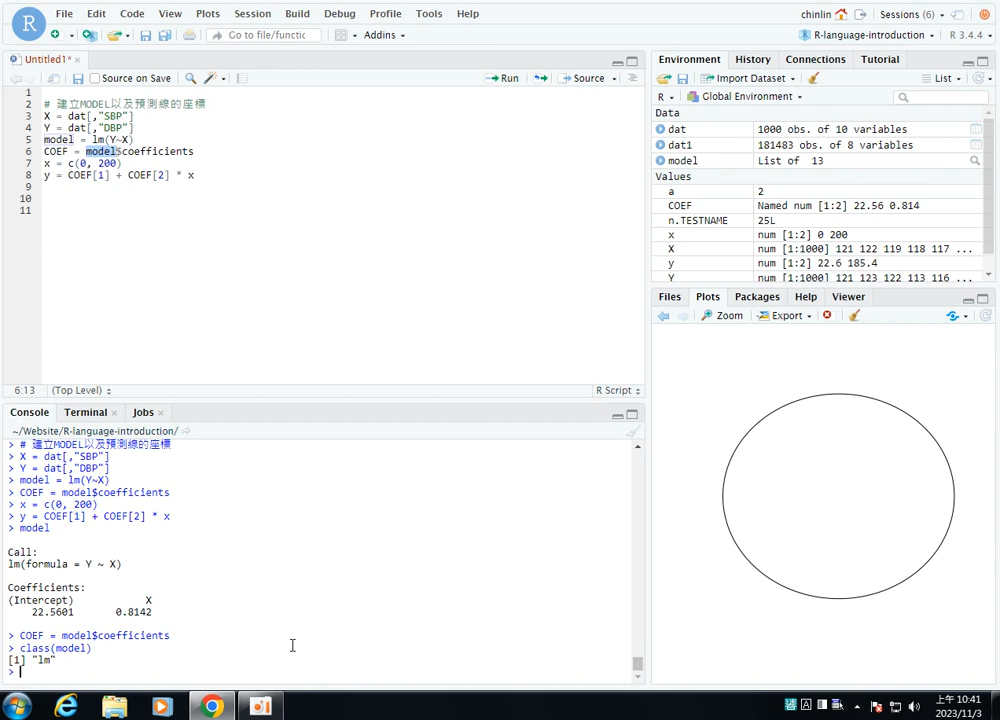 R File Edit Code View Plots Session Build Debug Profile Tools Help chinlin Sessions (6)
Go to file/functic Addins R-language-introduction R 3.4.4
Untitled1* ×
Source on Save Run Source
1
2 # 建立MODEL以及預測線的座標
3 X = dat[,"SBP"]
4 Y = dat[,"DBP"]
5 model = lm(Y~X)
6 COEF = model$coefficients
7 x = c(0, 200)
8 y = COEF[1] + COEF[2] * x
9
10
11
6:13 (Top Level) R Script
Console Terminal × Jobs ×
~/Website/R-language-introduction/
> # 建立MODEL以及預測線的座標
> X = dat[,"SBP"]
> Y = dat[,"DBP"]
> model = lm(Y~X)
> COEF = model$coefficients
> x = c(0, 200)
> y = COEF[1] + COEF[2] * x
> model
Call:
lm(formula = Y ~ X)
Coefficients:
(Intercept) X
22.5601 0.8142
> COEF = model$coefficients
> class(model)
[1] "lm"
>
Environment History Connections Tutorial
Import Dataset List
R Global Environment
Data
dat 1000 obs. of 10 variables
dat1 181483 obs. of 8 variables
model List of 13
Values
a 2
COEF Named num [1:2] 22.56 0.814
n.TESTNAME 25L
x num [1:2] 0 200
X num [1:1000] 121 122 119 118 117 ...
y num [1:2] 22.6 185.4
Y num [1:1000] 121 123 122 113 116 ...
Files Plots Packages Help Viewer
Zoom Export
A 上午 10:41
2023/11/3